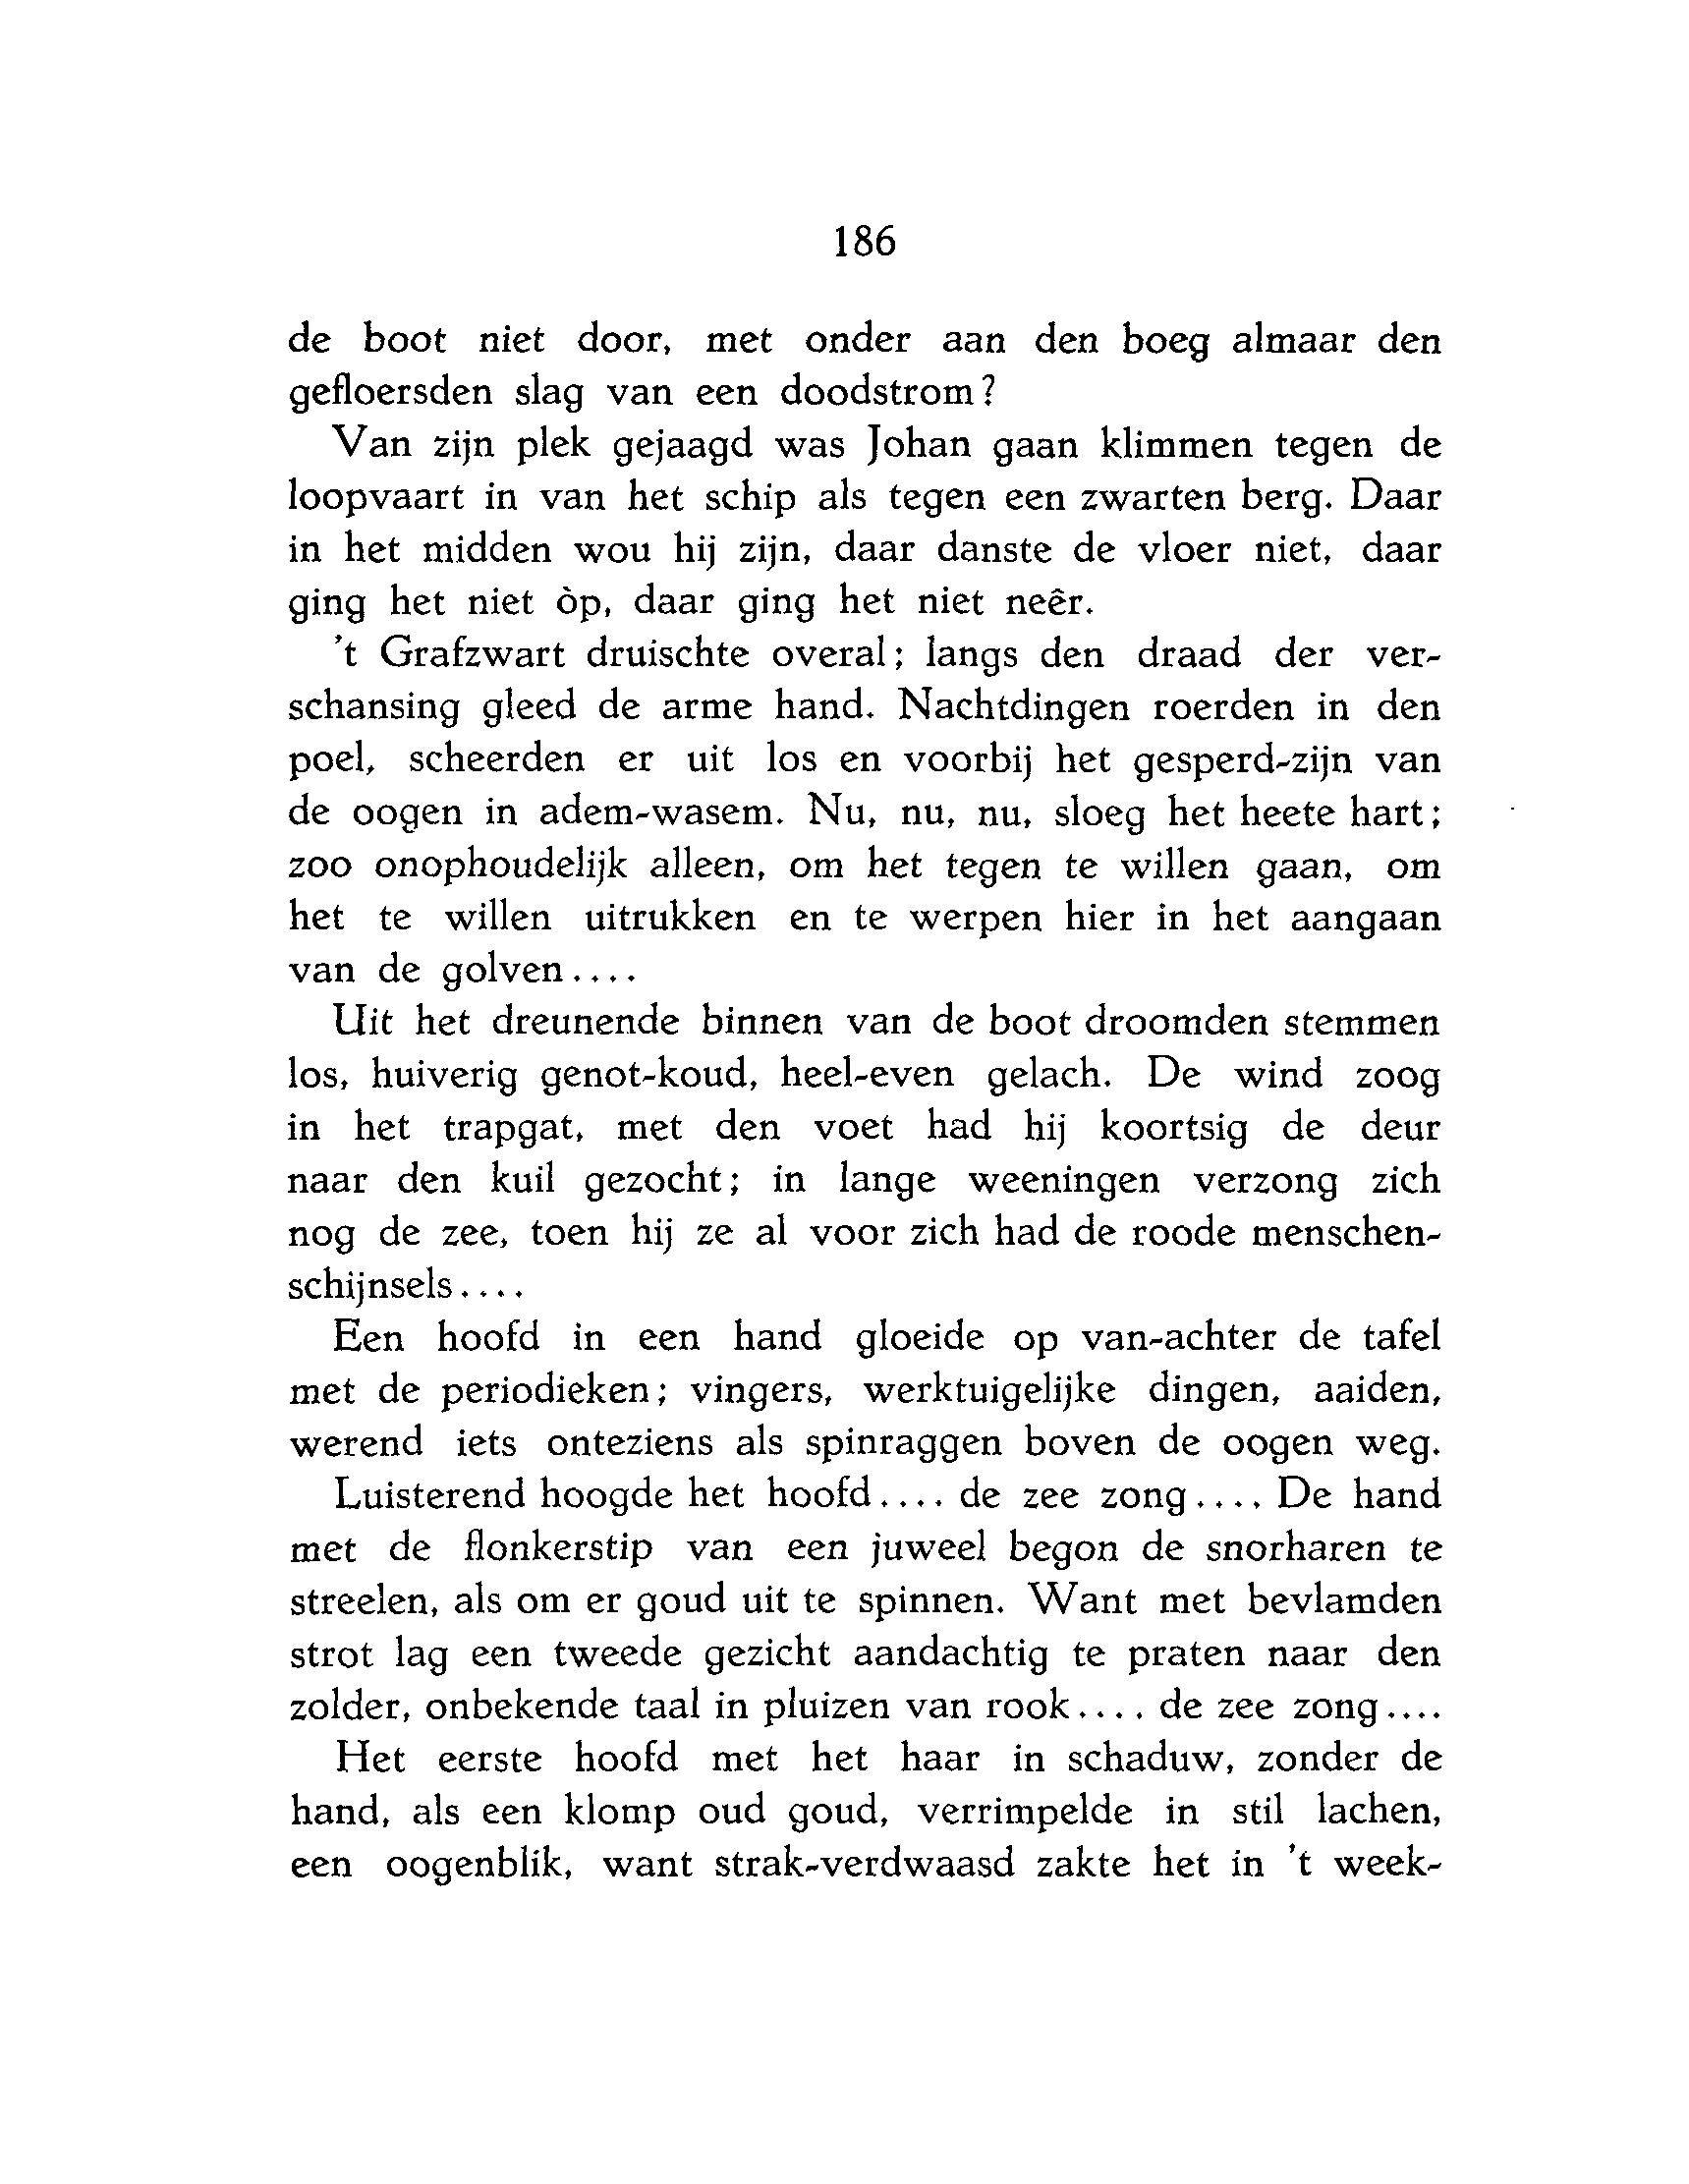 186
de boot niet door, met onder aan den boeg almaar den
gefloersden slag van een doodstrom?
Van zijn plek gejaagd was Johan gaan klimmen tegen de
loopvaart in van het schip als tegen een zwarten berg. Daar
in het midden wou hij zijn, daar danste de vloer niet, daar
ging het niet òp, daar ging het niet neêr.
't Grafzwart druischte overal; langs den draad der ver-
schansing gleed de arme hand. Nachtdingen roerden in den
poel, scheerden er uit los en voorbij het gesperd-zijn van
de oogen in adem-wasem. Nu, nu, nu, sloeg het heete hart;
zoo onophoudelijk alleen, om het tegen te willen gaan, om
het te willen uitrukken en te werpen hier in het aangaan
van de golven....
Uit het dreunende binnen van de boot droomden stemmen
los, huiverig genot-koud, heel-even gelach. De wind zoog
in het trapgat, met den voet had hij koortsig de deur
naar den kuil gezocht; in lange weeningen verzong zich
nog de zee, toen hij ze al voor zich had de roode menschen-
schijnsels....
Een hoofd in een hand gloeide op van-achter de tafel
met de periodieken; vingers, werktuigelijke dingen, aaiden,
werend iets onteziens als spinraggen boven de oogen weg.
Luisterend hoogde het hoofd.... de zee zong.... De hand
met de flonkerstip van een juweel begon de snorharen te
streelen, als om er goud uit te spinnen. Want met bevlamden
strot lag een tweede gezicht aandachtig te praten naar den
zolder, onbekende taal in pluizen van rook.... de zee zong....
Het eerste hoofd met het haar in schaduw, zonder de
hand, als een klomp oud goud, verrimpelde in stil lachen,
een oogenblik, want strak-verdwaasd zakte het in 't week-